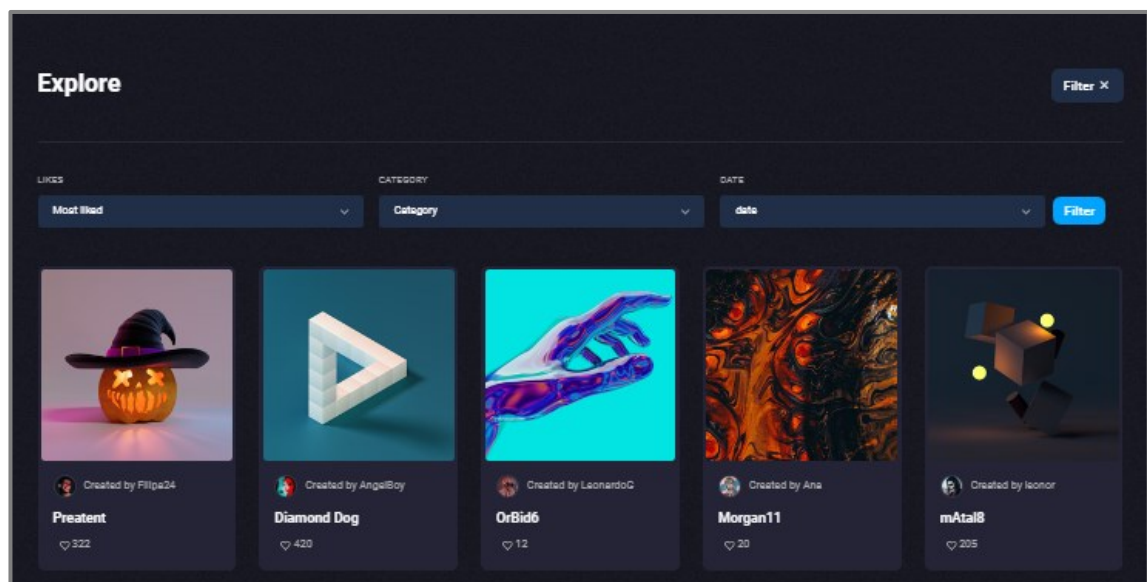 Explore
Filter ×
LIKES
CATEGORY
DATE
Most liked
Category
date
Filter
Created by Filipa24
Created by AngelBoy
Created by LeonardoG
Created by Ana
Created by leonor
Preatent
Diamond Dog
OrBid6
Morgan11
mAtal8
322
420
12
20
205